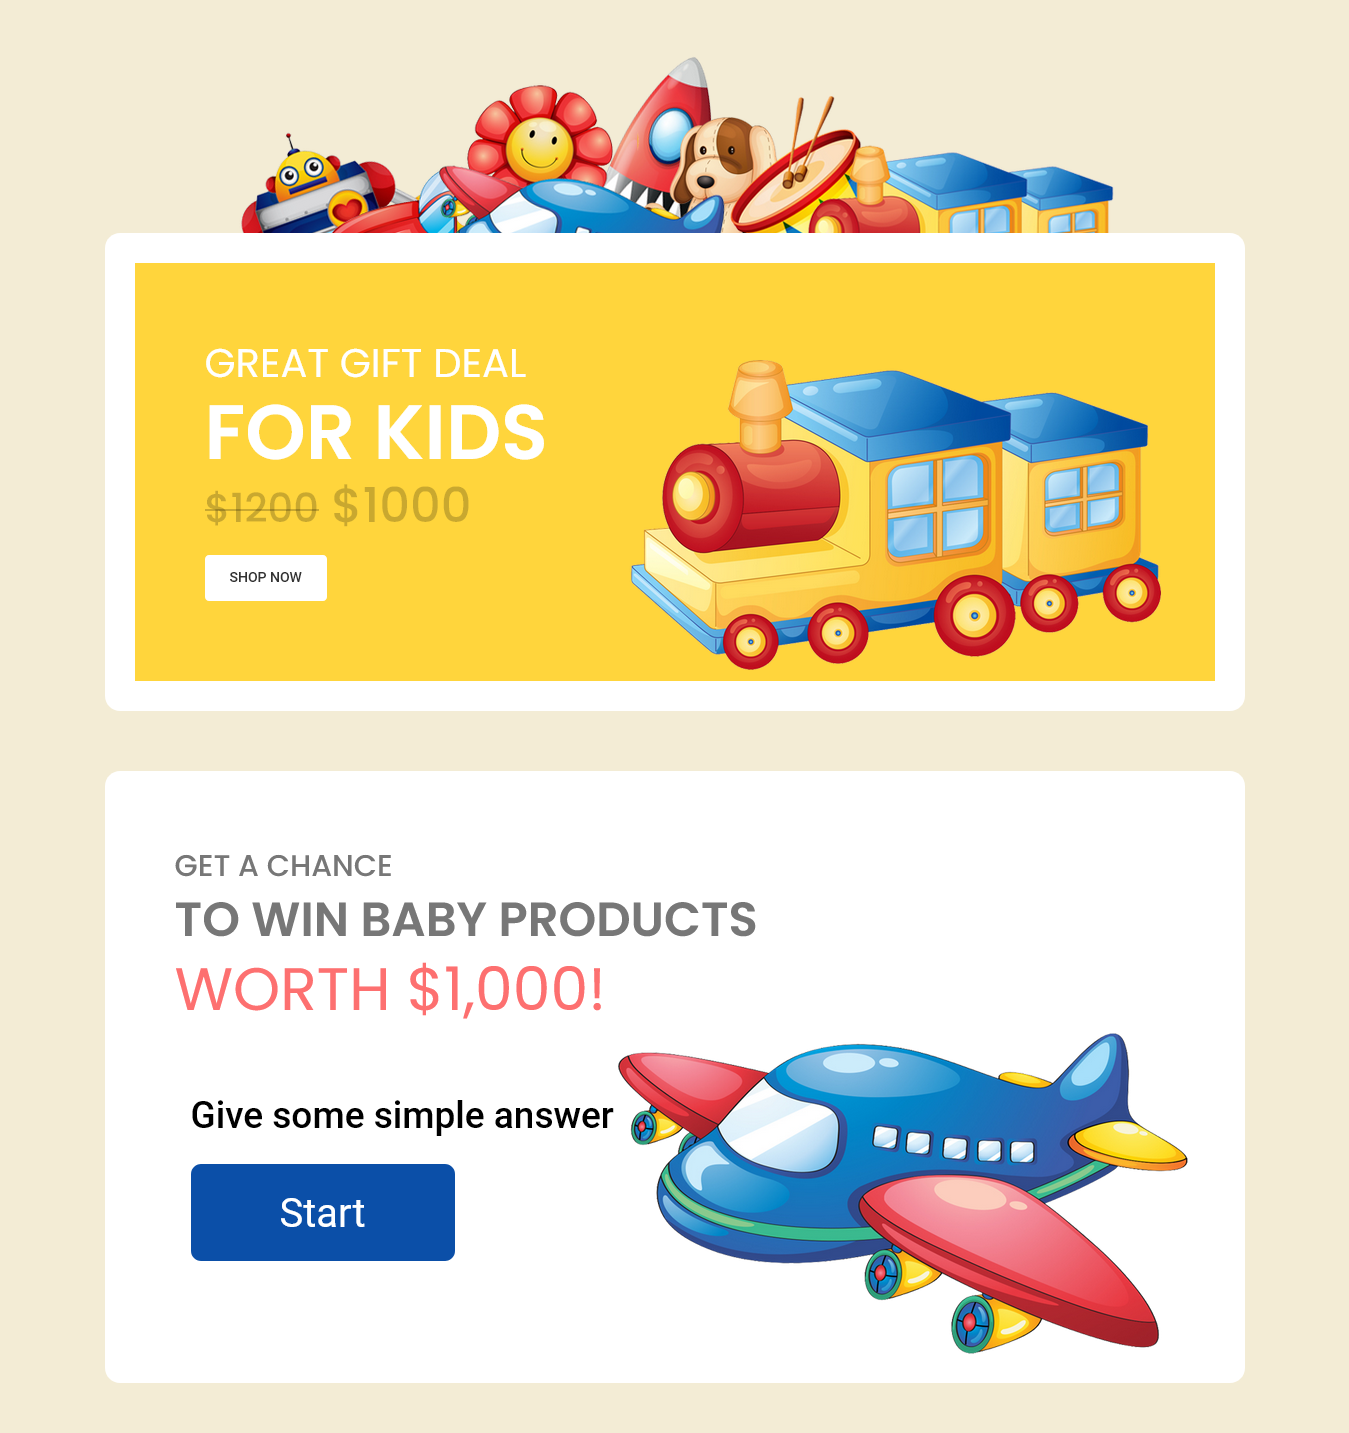 GREAT GIFT DEAL
FOR KIDS
$1200 $1000
SHOP NOW
GET A CHANCE
TO WIN BABY PRODUCTS
WORTH $1,000!
Give some simple answer
Start